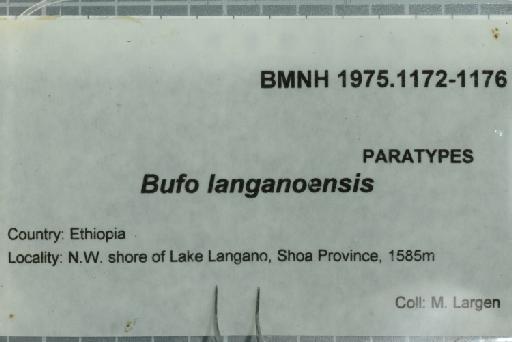 BMNH 1975.1172-1176
PARATYPES
Bufo langanoensis
Country: Ethiopia
Locality: N.W. shore of Lake Langano, Shoa Province, 1585m
Coll: M. Largen